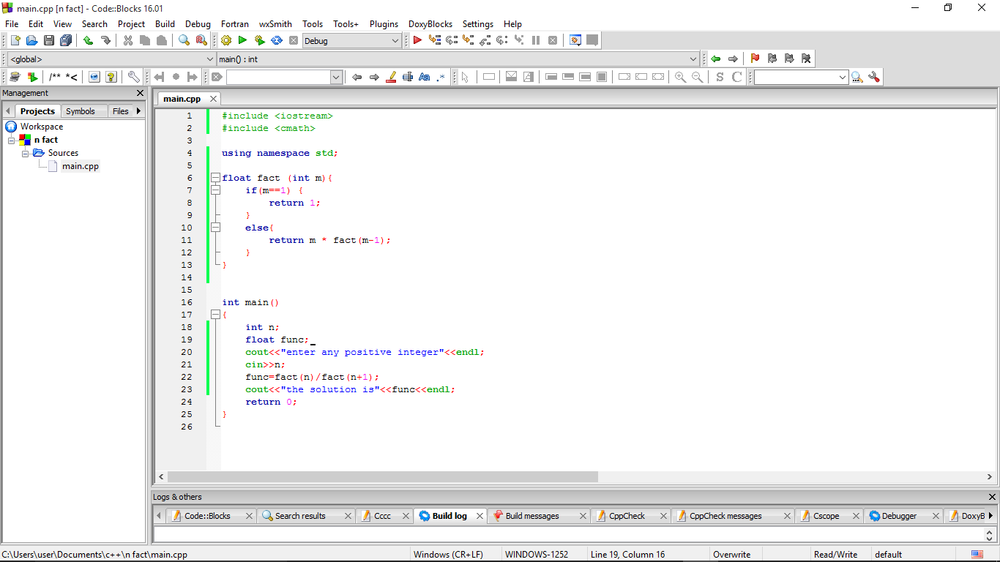 main.cpp [n fact] - Code::Blocks 16.01
File Edit View Search Project Build Debug Fortran wxSmith Tools Tools+ Plugins DoxyBlocks Settings Help
Debug
<global> main() : int
/** *< Aa .* S C
Management
main.cpp
Projects Symbols Files
Workspace
n fact
Sources
main.cpp
1 #include <iostream>
2 #include <cmath>
3
4 using namespace std;
5
6 float fact (int m){
7 if(m==1) {
8 return 1;
9 }
10 else{
11 return m * fact(m-1);
12 }
13 }
14
15
16 int main()
17 {
18 int n;
19 float func;
20 cout<<"enter any positive integer"<<endl;
21 cin>>n;
22 func=fact(n)/fact(n+1);
23 cout<<"the solution is"<<func<<endl;
24 return 0;
25 }
26
Logs & others
Code::Blocks Search results Cccc Build log Build messages CppCheck CppCheck messages Cscope Debugger DoxyB
C:\Users\user\Documents\c++\n fact\main.cpp Windows (CR+LF) WINDOWS-1252 Line 19, Column 16 Overwrite Read/Write default